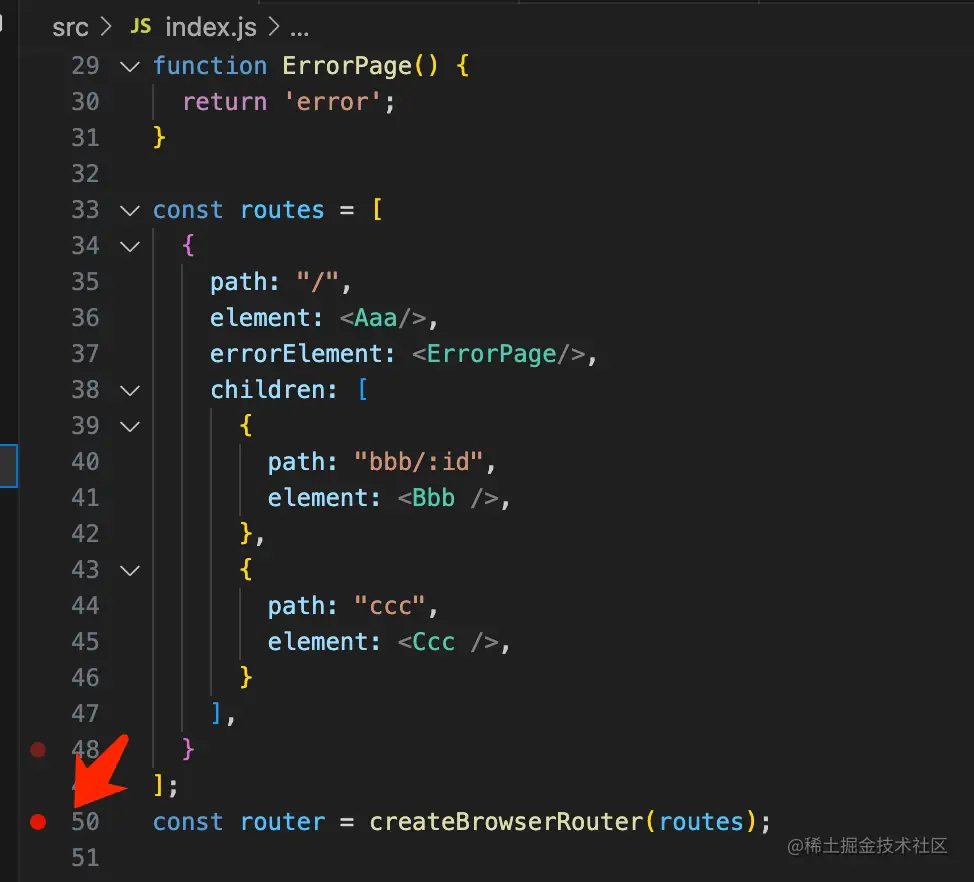 src > JS index.js > ...
29 function ErrorPage() {
30 return 'error';
31 }
32
33 const routes = [
34 {
35 path: "/",
36 element: <Aaa/>,
37 errorElement: <ErrorPage/>,
38 children: [
39 {
40 path: "bbb/:id",
41 element: <Bbb />,
42 },
43 {
44 path: "ccc",
45 element: <Ccc />,
46 }
47 ],
48 }
];
50 const router = createBrowserRouter(routes);
51
@稀土掘金技术社区